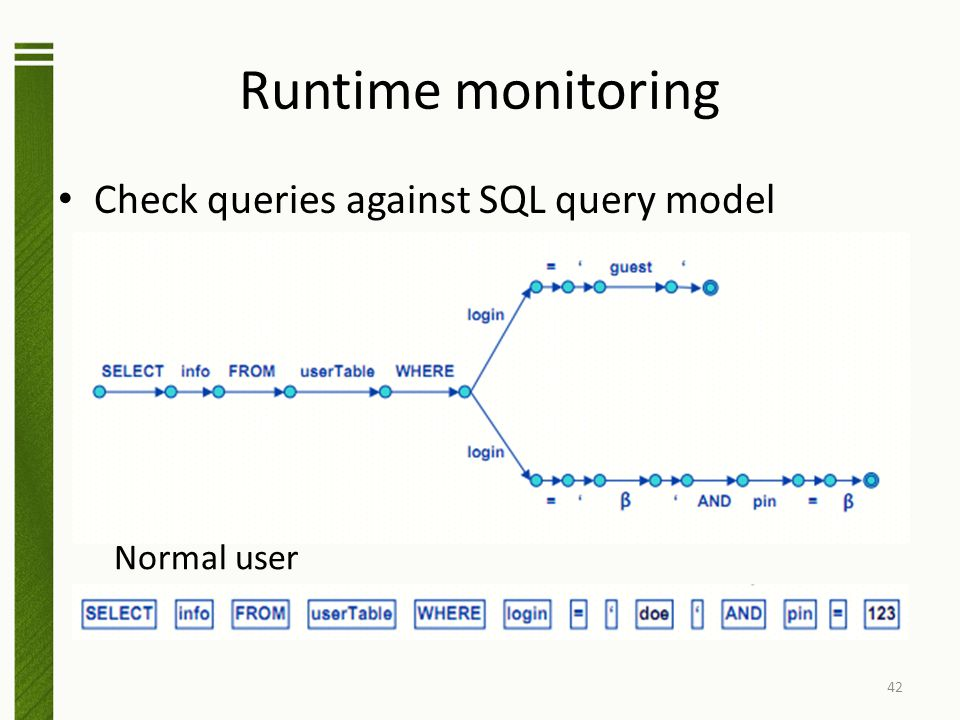 Runtime monitoring
• Check queries against SQL query model
= ‘ guest ‘
login
SELECT info FROM userTable WHERE
login
= ‘ β ‘ AND pin = β
Normal user
SELECT info FROM userTable WHERE login = ‘ doe ‘ AND pin = 123
42